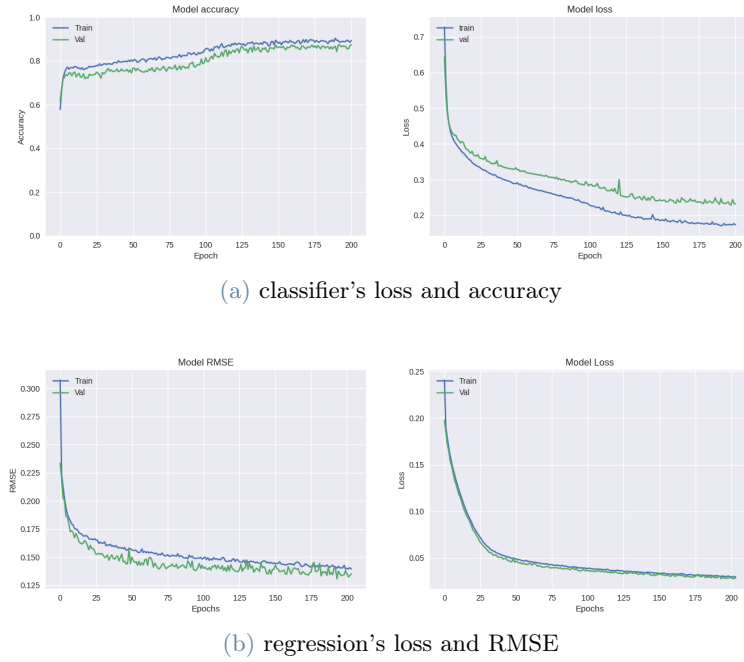 Model accuracy
Train
Val
Accuracy
1.0
0.8
0.6
0.4
0.2
0.0
0 25 50 75 100 125 150 175 200
Epoch
Model loss
train
val
Loss
0.7
0.6
0.5
0.4
0.3
0.2
0 25 50 75 100 125 150 175 200
Epoch
(a) classifier's loss and accuracy
Model RMSE
Train
Val
RMSE
0.300
0.275
0.250
0.225
0.200
0.175
0.150
0.125
0 25 50 75 100 125 150 175 200
Epochs
Model Loss
Train
Val
Loss
0.25
0.20
0.15
0.10
0.05
0 25 50 75 100 125 150 175 200
Epochs
(b) regression's loss and RMSE